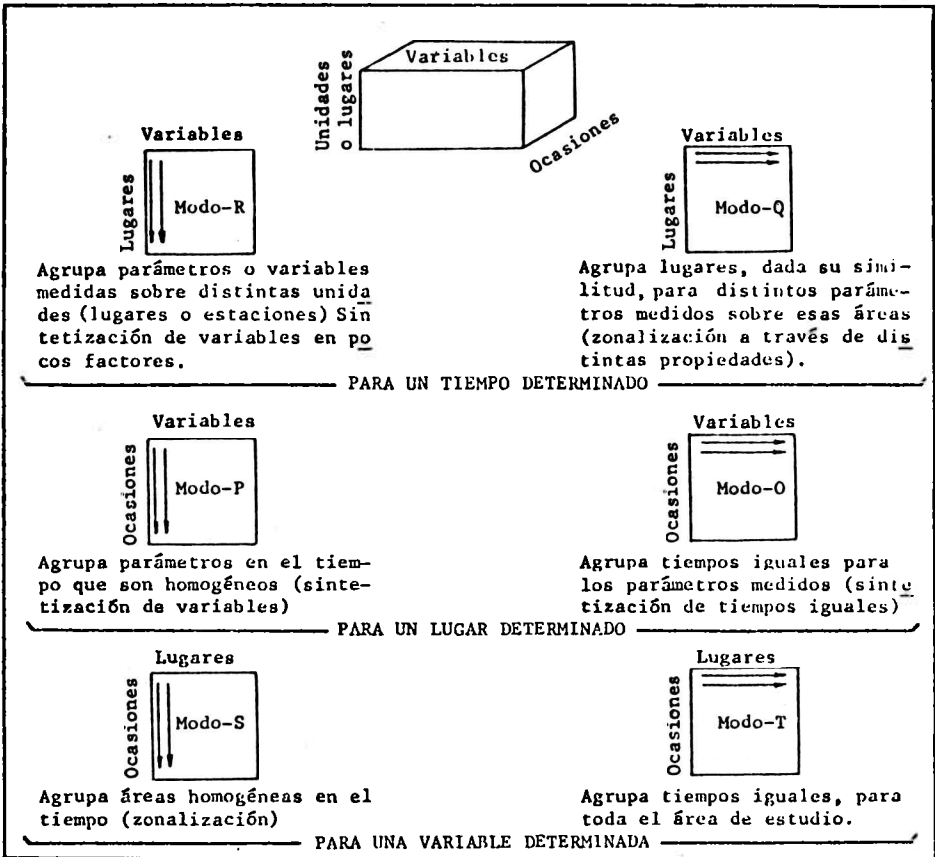 Variables
Unidades
o lugares
Ocasiones
Variables
Lugares
Modo-R
Agrupa parámetros o variables
medidas sobre distintas unida
des (lugares o estaciones) Sin
tetización de variables en po
cos factores.
Variables
Lugares
Modo-Q
Agrupa lugares, dada su simi-
litud, para distintos paráme-
tros medidos sobre esas áreas
(zonalización a través de dis
tintas propiedades).
PARA UN TIEMPO DETERMINADO
Variables
Ocasiones
Modo-P
Agrupa parámetros en el tiem-
po que son homogéneos (sinte-
tización de variables)
Variables
Ocasiones
Modo-O
Agrupa tiempos iguales para
los parámetros medidos (sinte
tización de tiempos iguales)
PARA UN LUGAR DETERMINADO
Lugares
Ocasiones
Modo-S
Agrupa áreas homogéneas en el
tiempo (zonalización)
Lugares
Ocasiones
Modo-T
Agrupa tiempos iguales, para
toda el área de estudio.
PARA UNA VARIABLE DETERMINADA